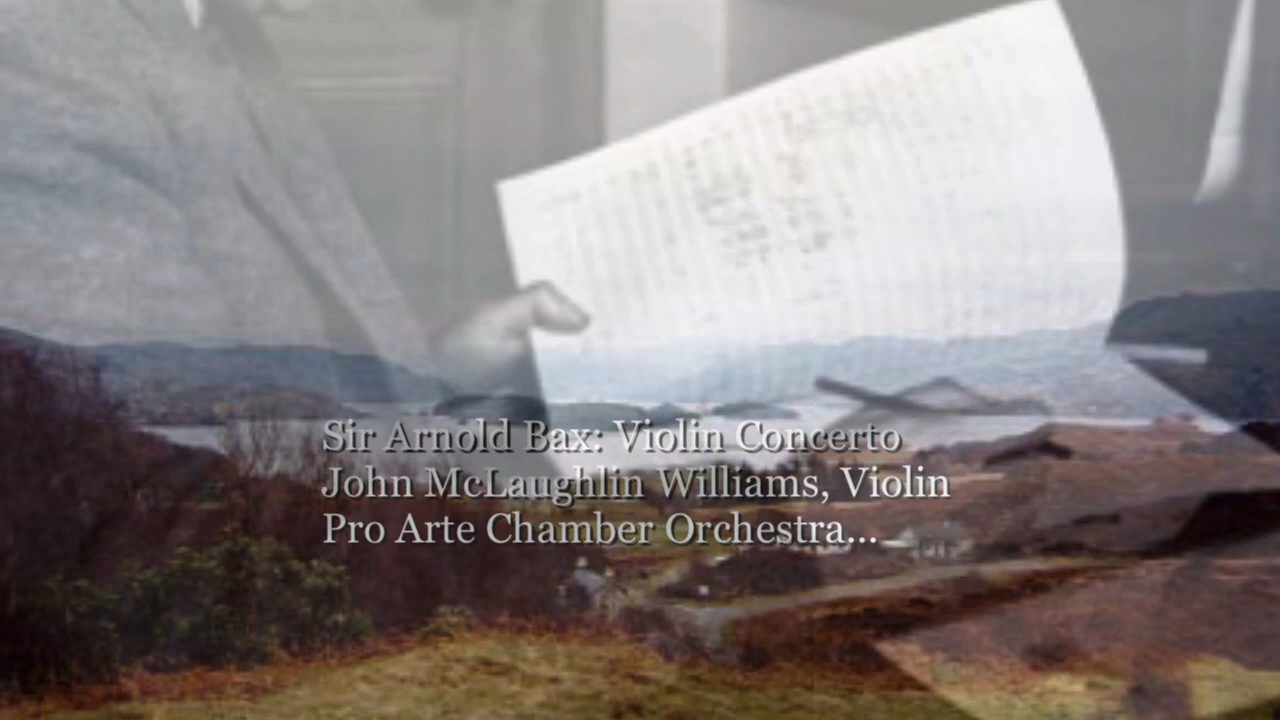 Sir Arnold Bax: Violin Concerto
John McLaughlin Williams, Violin
Pro Arte Chamber Orchestra...